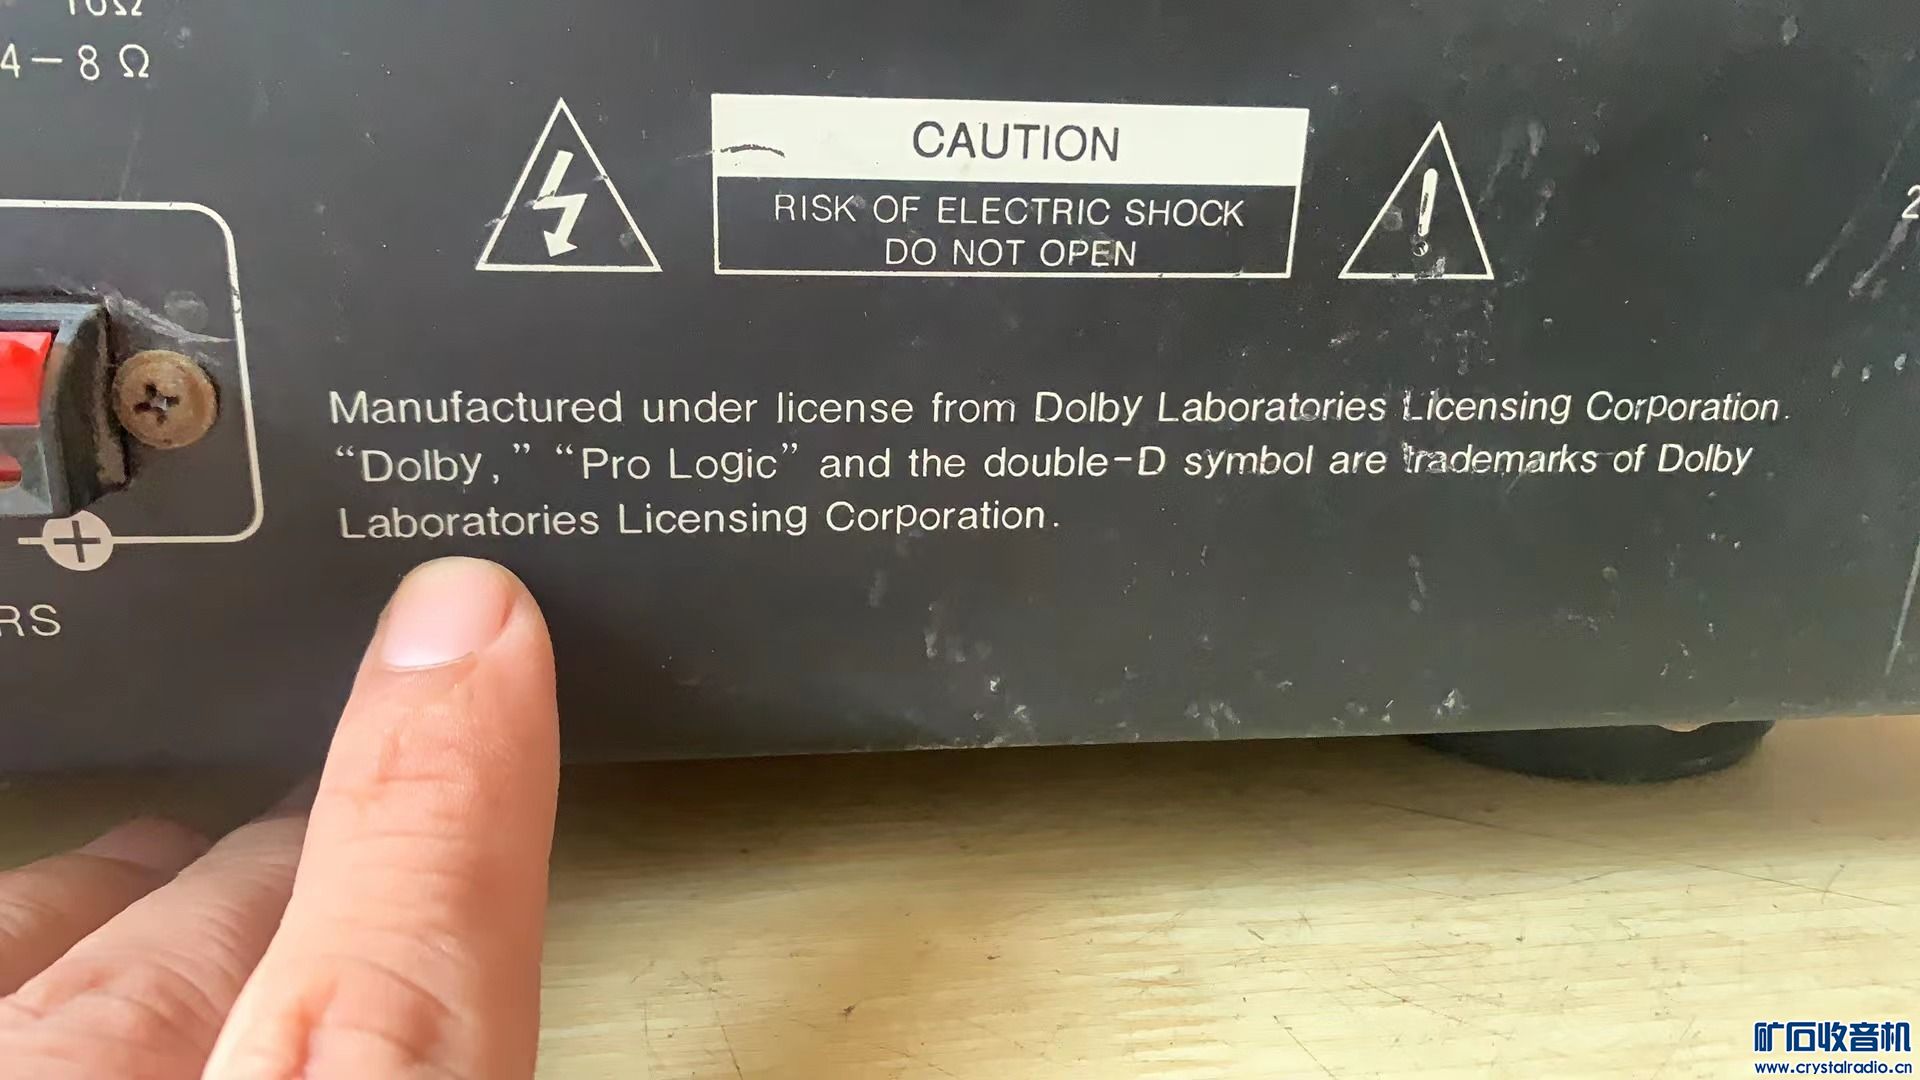 16Ω
4-8 Ω
CAUTION
RISK OF ELECTRIC SHOCK
DO NOT OPEN
2
Manufactured under license from Dolby Laboratories Licensing Corporation.
“Dolby,” “Pro Logic” and the double-D symbol are trademarks of Dolby
Laboratories Licensing Corporation.
RS
矿石收音机
www.crystalradio.cn